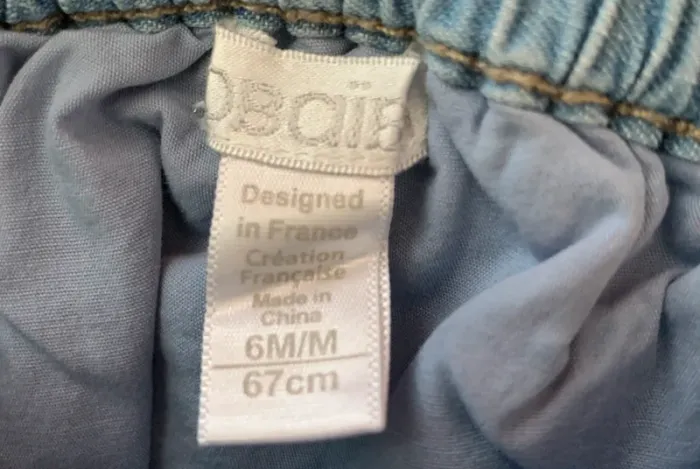 Designed
in France
Création
Française
Made in
China
6M/M
67cm